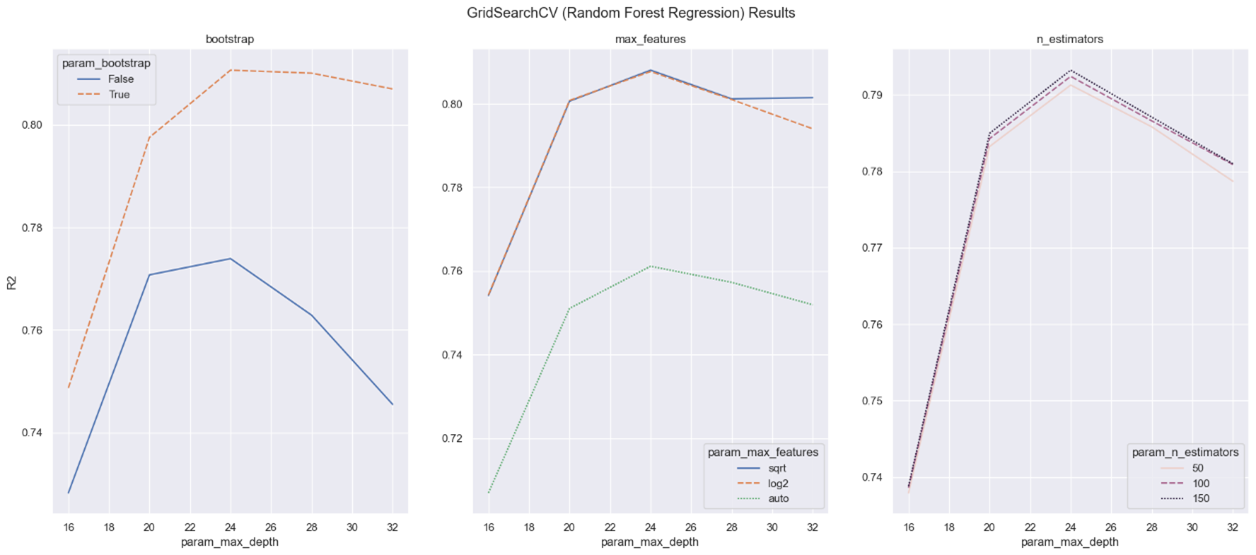 GridSearchCV (Random Forest Regression) Results
bootstrap
param_bootstrap
False
True
R2
0.80
0.78
0.76
0.74
16 18 20 22 24 26 28 30 32
param_max_depth
max_features
0.80
0.78
0.76
0.74
0.72
param_max_features
sqrt
log2
auto
16 18 20 22 24 26 28 30 32
param_max_depth
n_estimators
0.79
0.78
0.77
0.76
0.75
0.74
param_n_estimators
50
100
150
16 18 20 22 24 26 28 30 32
param_max_depth